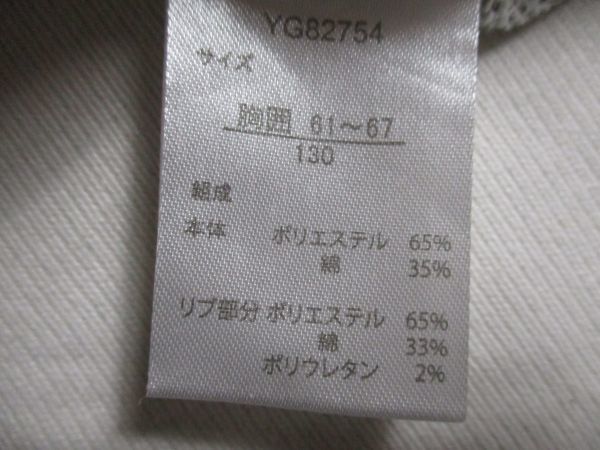 YG82754
サイズ
胸囲 61～67
130
組成
本体 ポリエステル 65%
綿 35%
リブ部分 ポリエステル 65%
綿 33%
ポリウレタン 2%